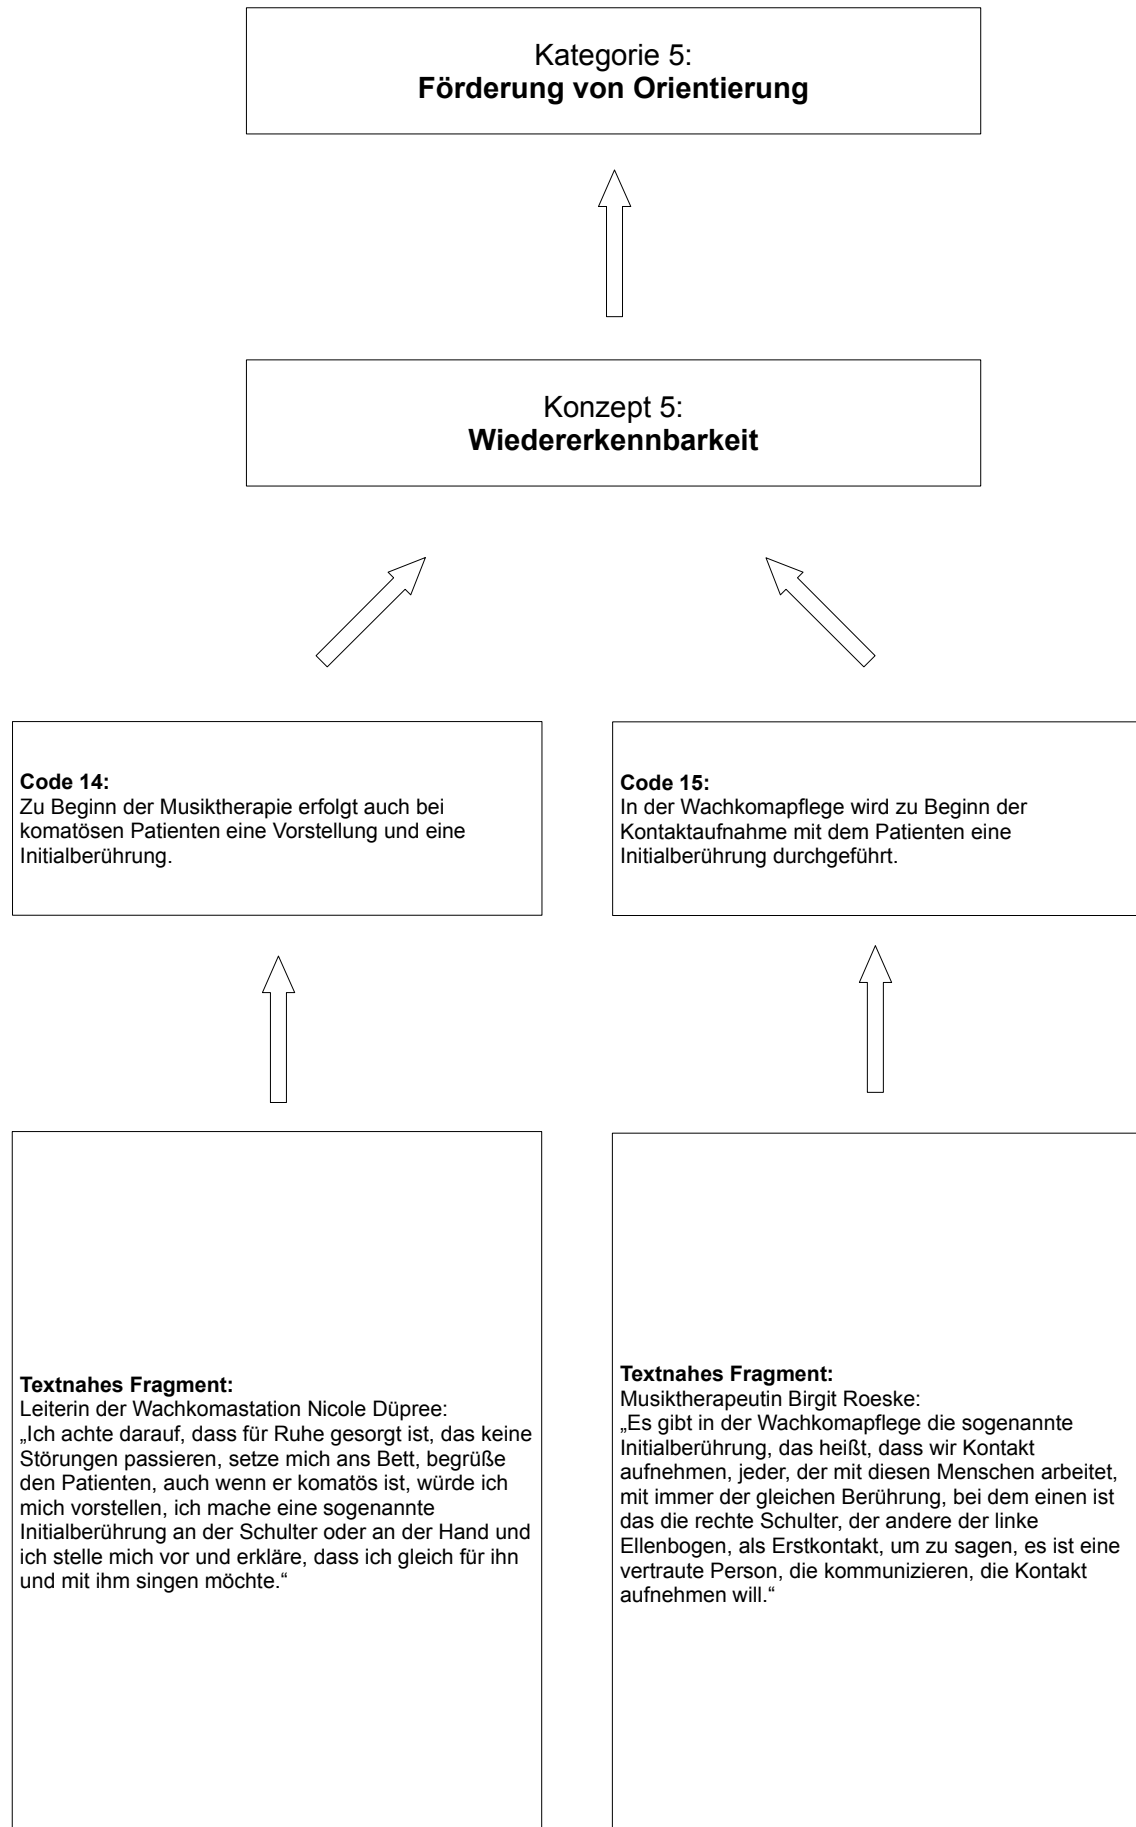 Kategorie 5:
Förderung von Orientierung
Konzept 5:
Wiedererkennbarkeit
Code 14:
Zu Beginn der Musiktherapie erfolgt auch bei
komatösen Patienten eine Vorstellung und eine
Initialberührung.
Code 15:
In der Wachkomapflege wird zu Beginn der
Kontaktaufnahme mit dem Patienten eine
Initialberührung durchgeführt.
Textnahes Fragment:
Leiterin der Wachkomastation Nicole Düpree:
„Ich achte darauf, dass für Ruhe gesorgt ist, das keine
Störungen passieren, setze mich ans Bett, begrüße
den Patienten, auch wenn er komatös ist, würde ich
mich vorstellen, ich mache eine sogenannte
Initialberührung an der Schulter oder an der Hand und
ich stelle mich vor und erkläre, dass ich gleich für ihn
und mit ihm singen möchte.“
Textnahes Fragment:
Musiktherapeutin Birgit Roeske:
„Es gibt in der Wachkomapflege die sogenannte
Initialberührung, das heißt, dass wir Kontakt
aufnehmen, jeder, der mit diesen Menschen arbeitet,
mit immer der gleichen Berührung, bei dem einen ist
das die rechte Schulter, der andere der linke
Ellenbogen, als Erstkontakt, um zu sagen, es ist eine
vertraute Person, die kommunizieren, die Kontakt
aufnehmen will.“